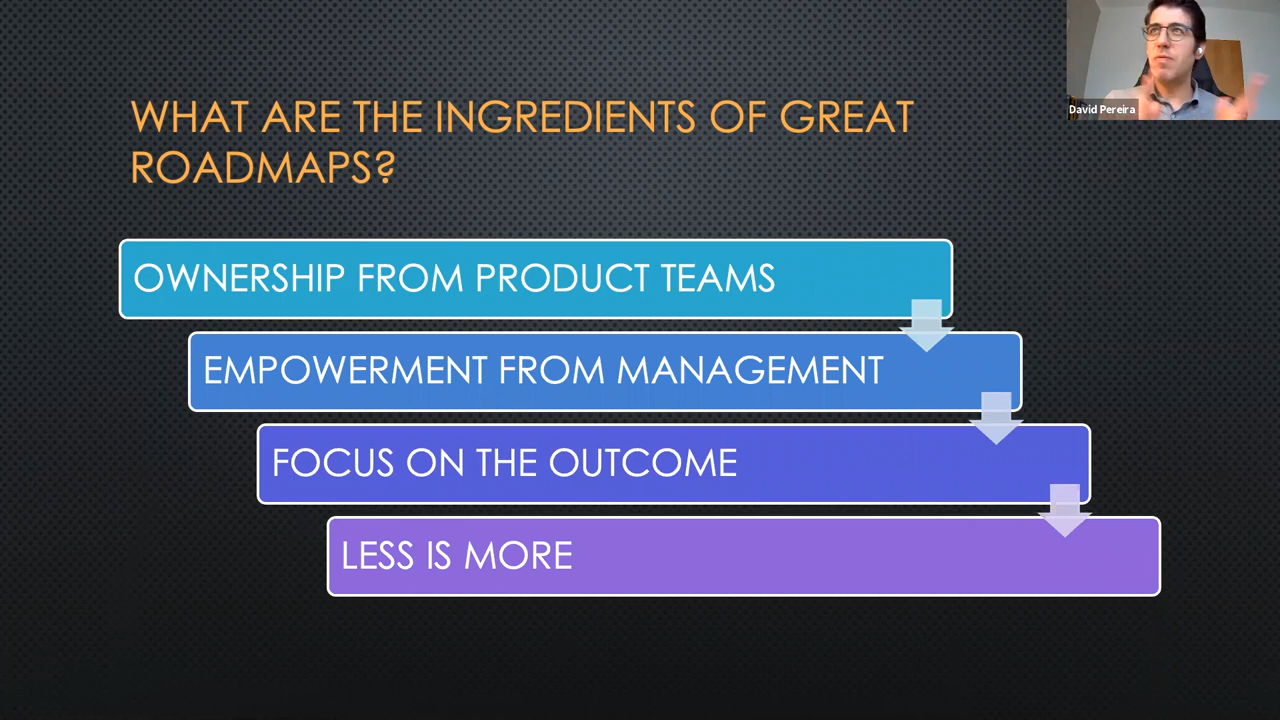 WHAT ARE THE INGREDIENTS OF GREAT
ROADMAPS?
David Pereira
OWNERSHIP FROM PRODUCT TEAMS
EMPOWERMENT FROM MANAGEMENT
FOCUS ON THE OUTCOME
LESS IS MORE